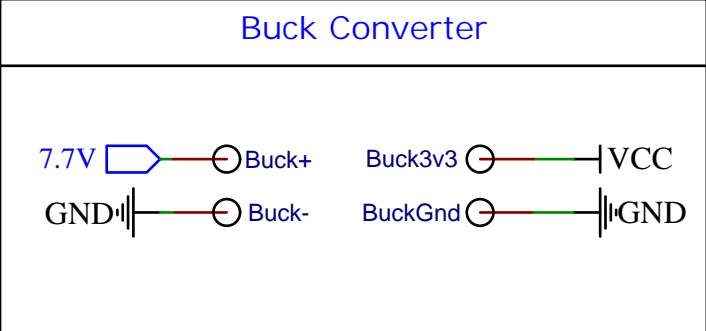 Buck Converter
7.7V Buck+ Buck3v3 VCC
GND Buck- BuckGnd GND